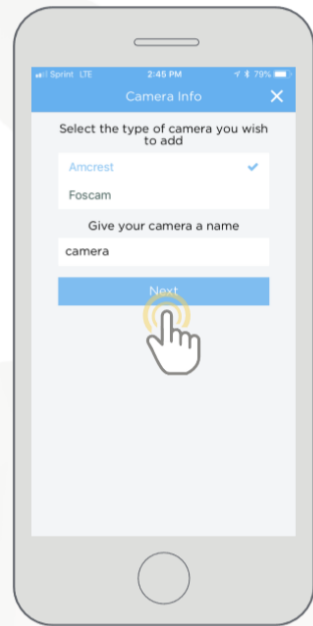 Sprint LTE 2:45 PM 79%
Camera Info
Select the type of camera you wish
to add
Amcrest
Foscam
Give your camera a name
camera
Next